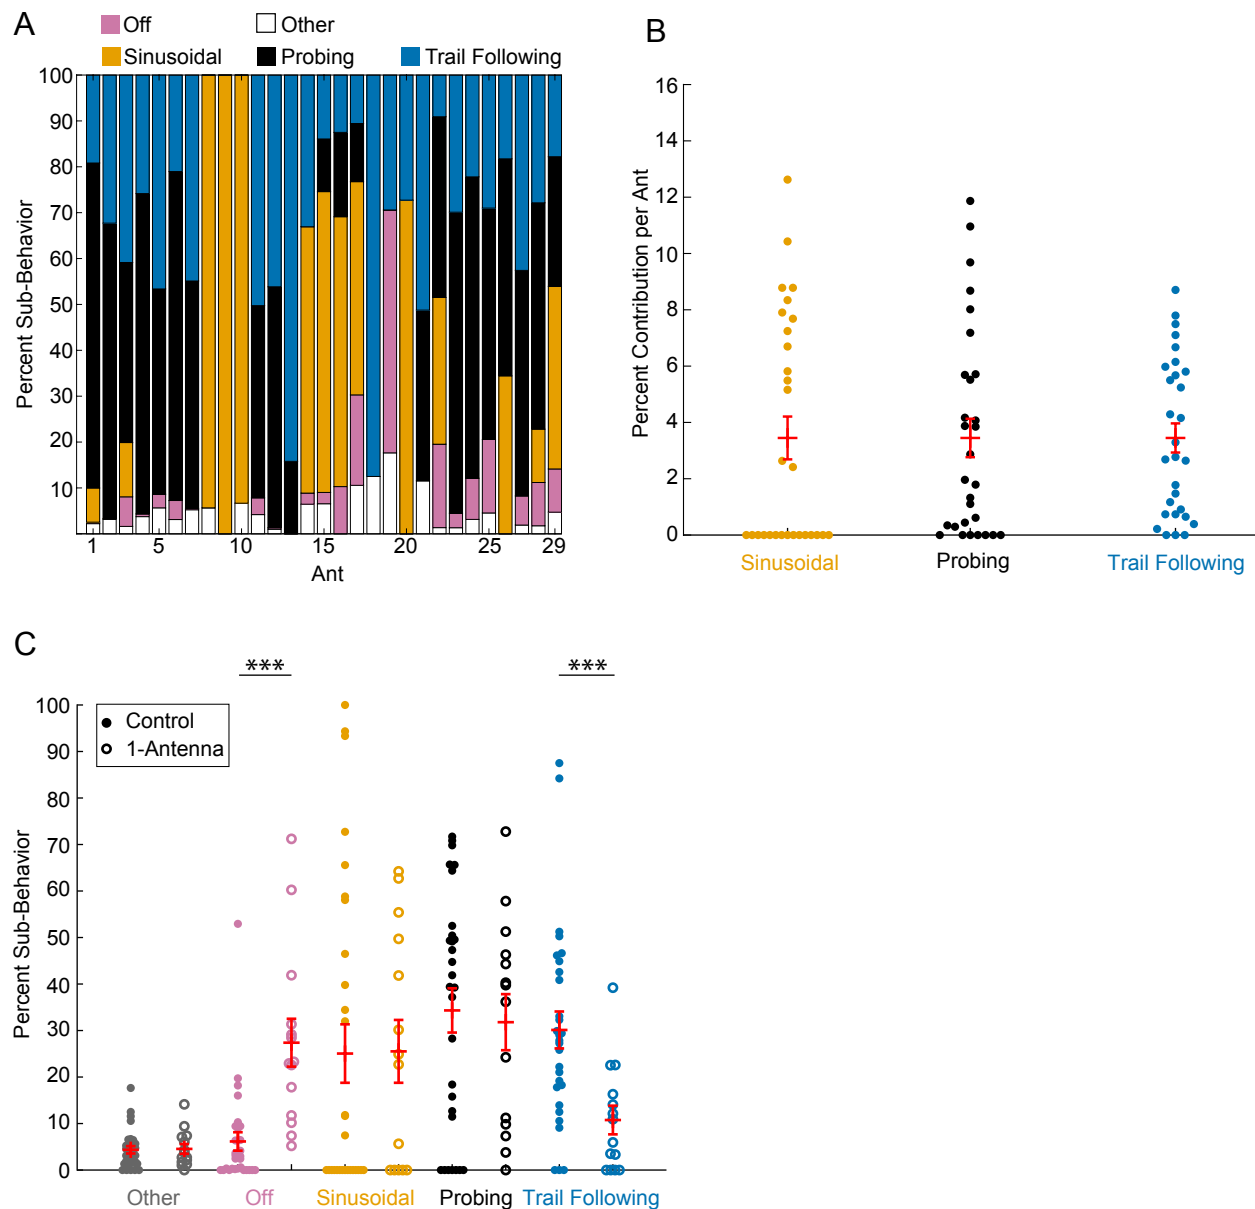 A
Off
Other
Sinusoidal
Probing
Trail Following
100
90
80
70
60
50
40
30
20
10
Percent Sub-Behavior
1
5
10
15
20
25
29
Ant
B
16
14
12
10
8
6
4
2
0
Percent Contribution per Ant
Sinusoidal
Probing
Trail Following
C
***
***
Control
1-Antenna
100
90
80
70
60
50
40
30
20
10
0
Percent Sub-Behavior
Other
Off
Sinusoidal
Probing
Trail Following